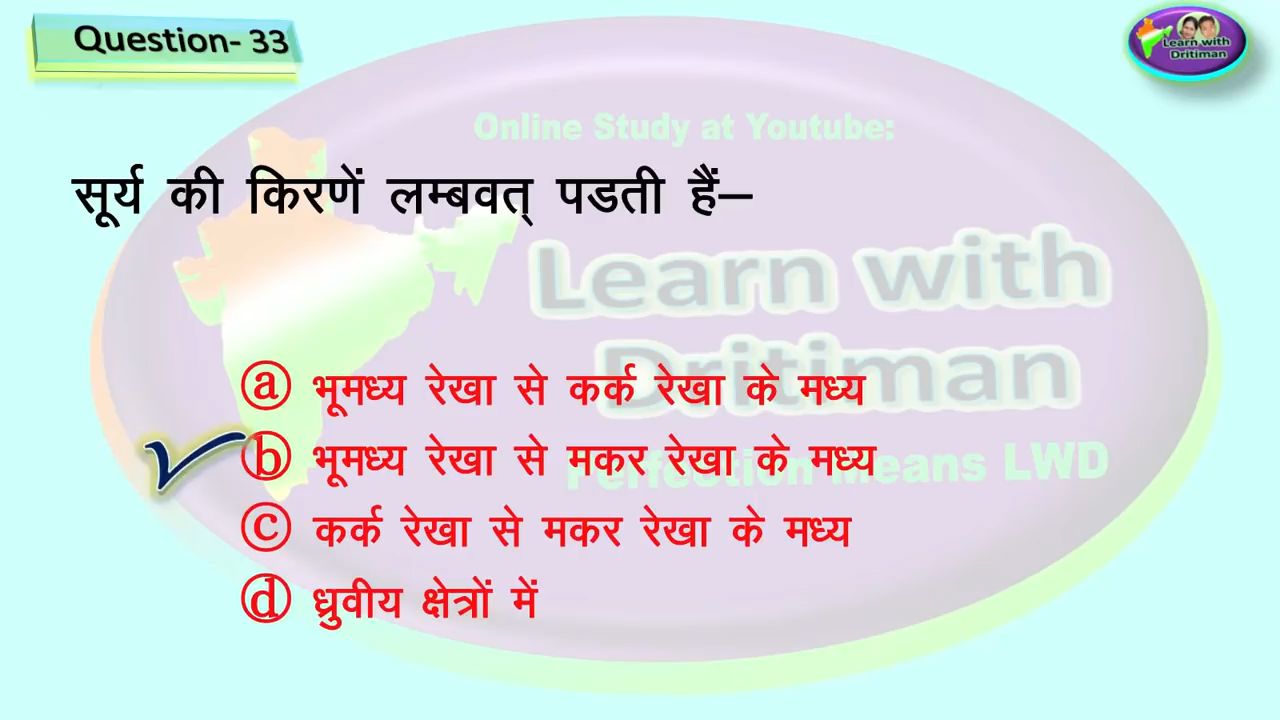 Question- 33
Learn with
Dritiman
Online Study at Youtube:
सूर्य की किरणें लम्बवत् पडती हैं–
Learn with
Dritiman
ⓐ भूमध्य रेखा से कर्क रेखा के मध्य
ⓑ भूमध्य रेखा से मकर रेखा के मध्य
Perfection Means LWD
ⓒ कर्क रेखा से मकर रेखा के मध्य
ⓓ ध्रुवीय क्षेत्रों में